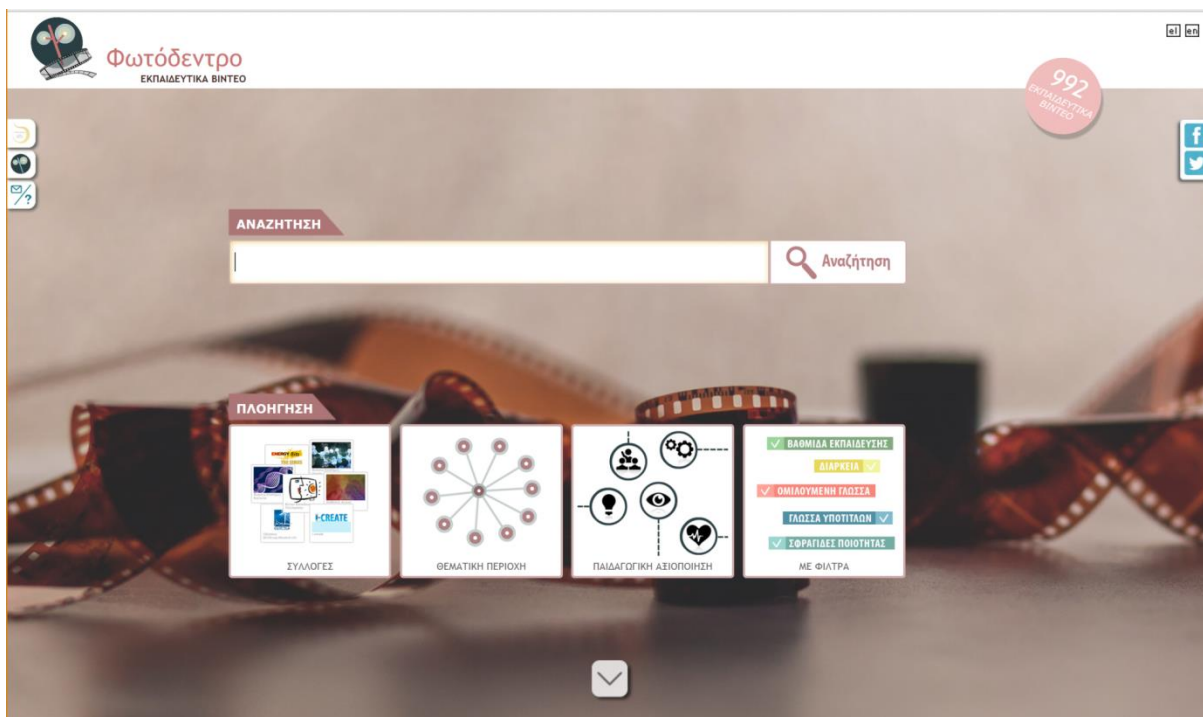 Φωτόδεντρο
ΕΚΠΑΙΔΕΥΤΙΚΑ ΒΙΝΤΕΟ
el en
992
ΕΚΠΑΙΔΕΥΤΙΚΑ
ΒΙΝΤΕΟ
ΑΝΑΖΗΤΗΣΗ
Αναζήτηση
ΠΛΟΗΓΗΣΗ
i-CREATE
ΣΥΛΛΟΓΕΣ
ΘΕΜΑΤΙΚΗ ΠΕΡΙΟΧΗ
ΠΑΙΔΑΓΩΓΙΚΗ ΑΞΙΟΠΟΙΗΣΗ
ΒΑΘΜΙΔΑ ΕΚΠΑΙΔΕΥΣΗΣ
ΔΙΑΡΚΕΙΑ
ΟΜΙΛΟΥΜΕΝΗ ΓΛΩΣΣΑ
ΓΛΩΣΣΑ ΥΠΟΤΙΤΛΩΝ
ΣΦΡΑΓΙΔΕΣ ΠΟΙΟΤΗΤΑΣ
ΜΕ ΦΙΛΤΡΑ